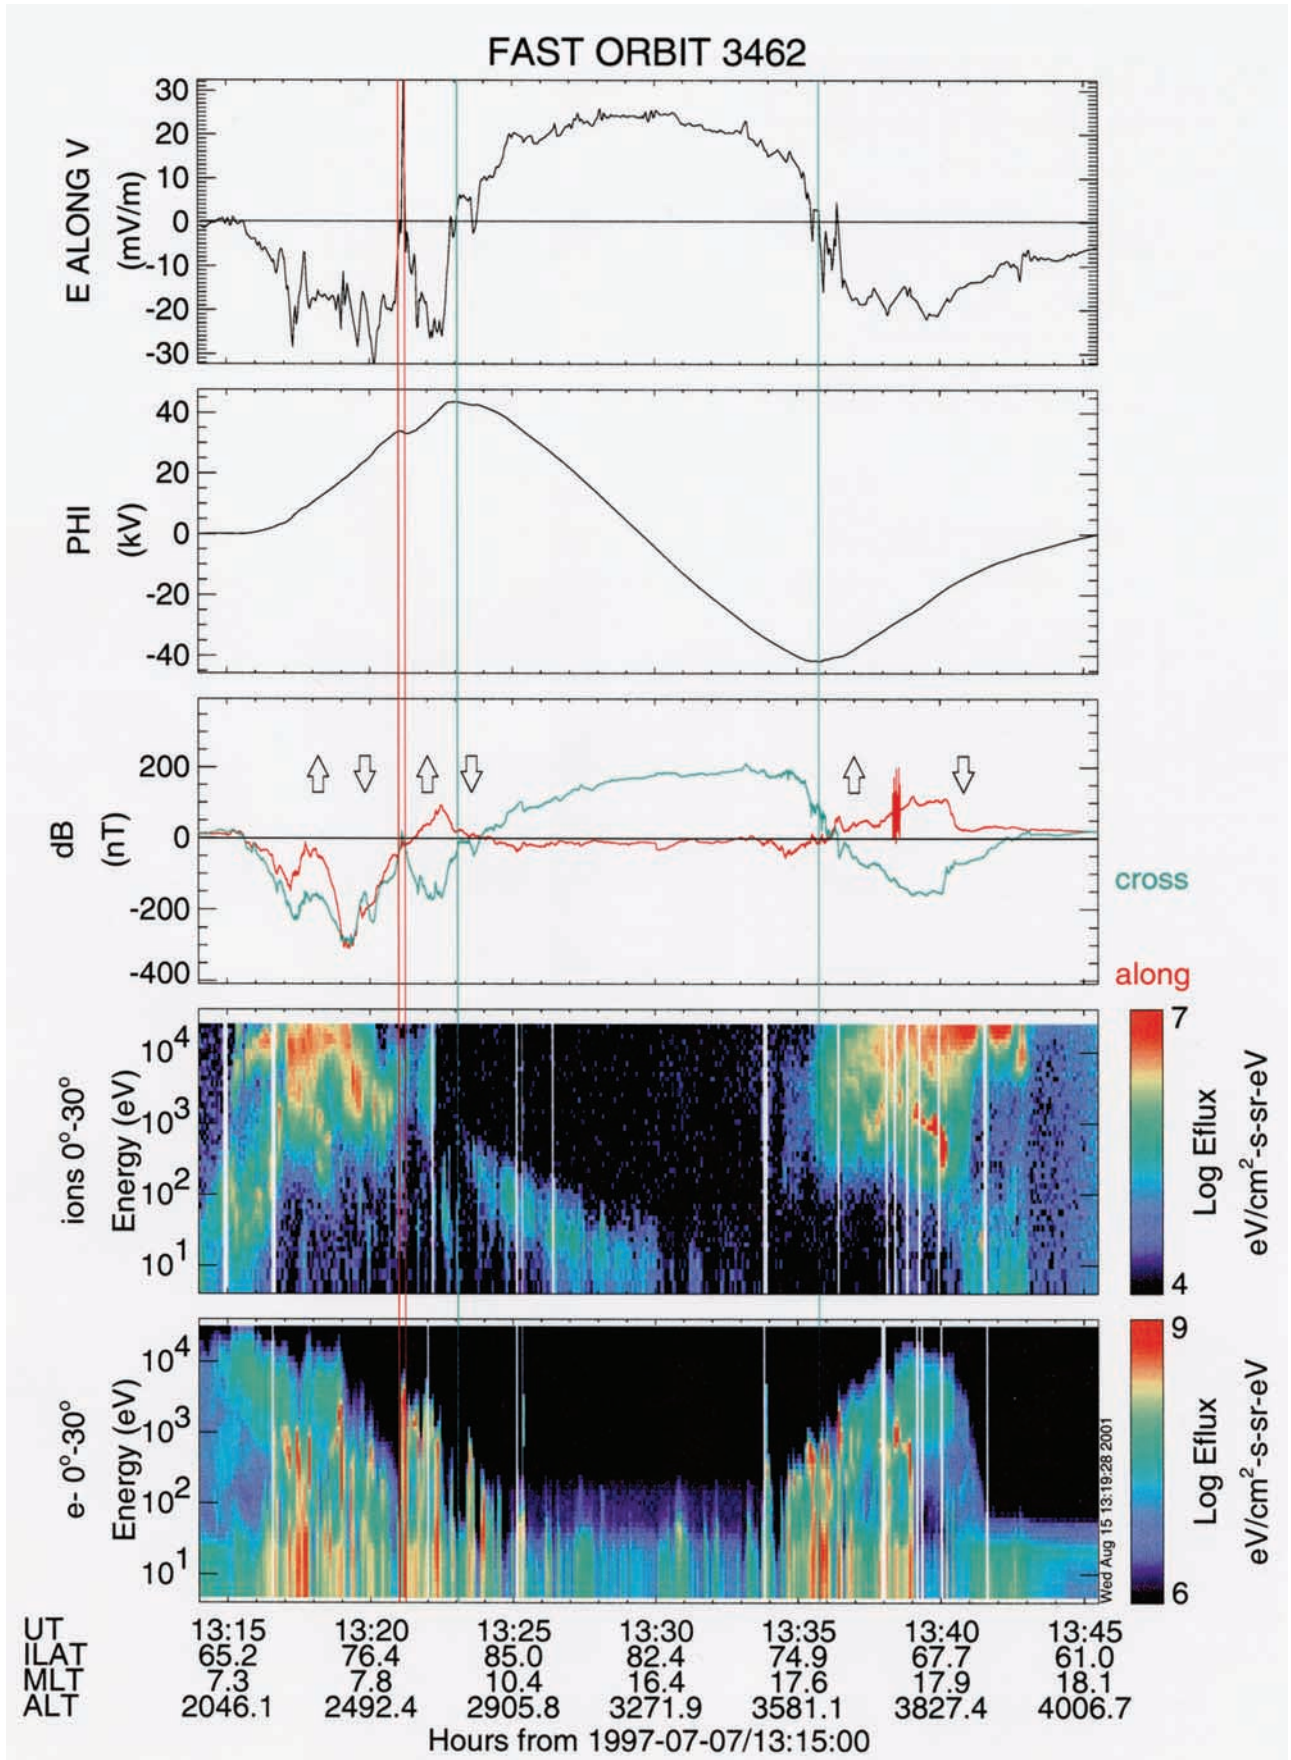 FAST ORBIT 3462
E ALONG V
(mV/m)
30
20
10
0
-10
-20
-30
PHI
(kV)
40
20
0
-20
-40
dB
(nT)
200
0
-200
-400
cross
along
ions 0°-30°
Energy (eV)
10⁴
10³
10²
10¹
7
4
Log Eflux
eV/cm²-s-sr-eV
e- 0°-30°
Energy (eV)
10⁴
10³
10²
10¹
9
6
Log Eflux
eV/cm²-s-sr-eV
Wed Aug 15 13:19:28 2001
UT 13:15 13:20 13:25 13:30 13:35 13:40 13:45
ILAT 65.2 76.4 85.0 82.4 74.9 67.7 61.0
MLT 7.3 7.8 10.4 16.4 17.6 17.9 18.1
ALT 2046.1 2492.4 2905.8 3271.9 3581.1 3827.4 4006.7
Hours from 1997-07-07/13:15:00